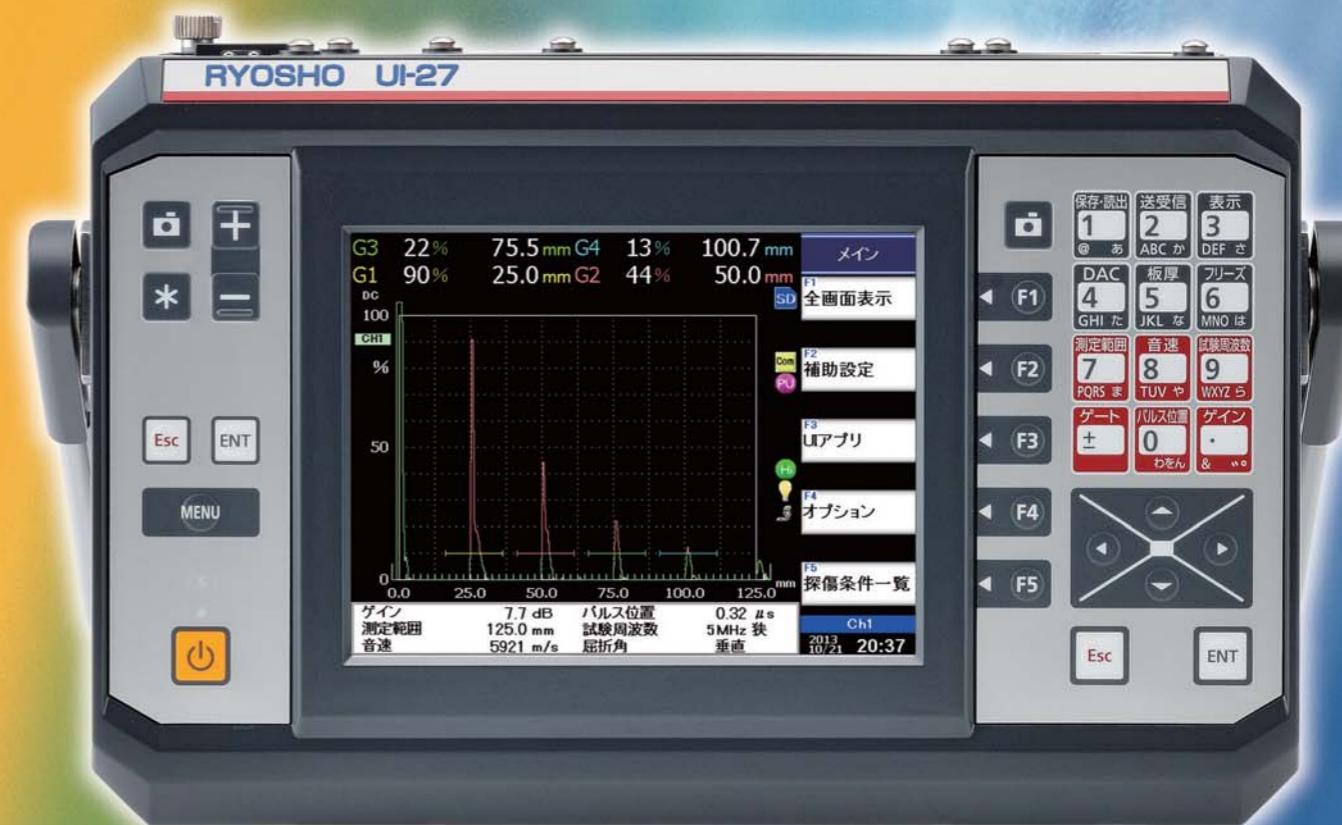 RYOSHO UI-27
G3 22% 75.5 mm G4 13% 100.7 mm
G1 90% 25.0 mm G2 44% 50.0 mm
DC
100
CH1
%
50
0
0.0 25.0 50.0 75.0 100.0 125.0 mm
SD
Com
PU
Hi
ゲイン 7.7 dB パルス位置 0.32 μs
測定範囲 125.0 mm 試験周波数 5MHz 狭
音速 5921 m/s 屈折角 垂直
メイン
F1
全画面表示
F2
補助設定
F3
UIアプリ
F4
オプション
F5
探傷条件一覧
Ch1
2013
10/21 20:37
Esc ENT
MENU
F1
F2
F3
F4
F5
保存・読出 送受信 表示
1 2 3
@ あ ABC か DEF さ
DAC 板厚 フリーズ
4 5 6
GHI た JKL な MNO は
測定範囲 音速 試験周波数
7 8 9
PQRS ま TUV や WXYZ ら
ゲート パルス位置 ゲイン
± 0 ・
わをん & ゛゜
Esc ENT